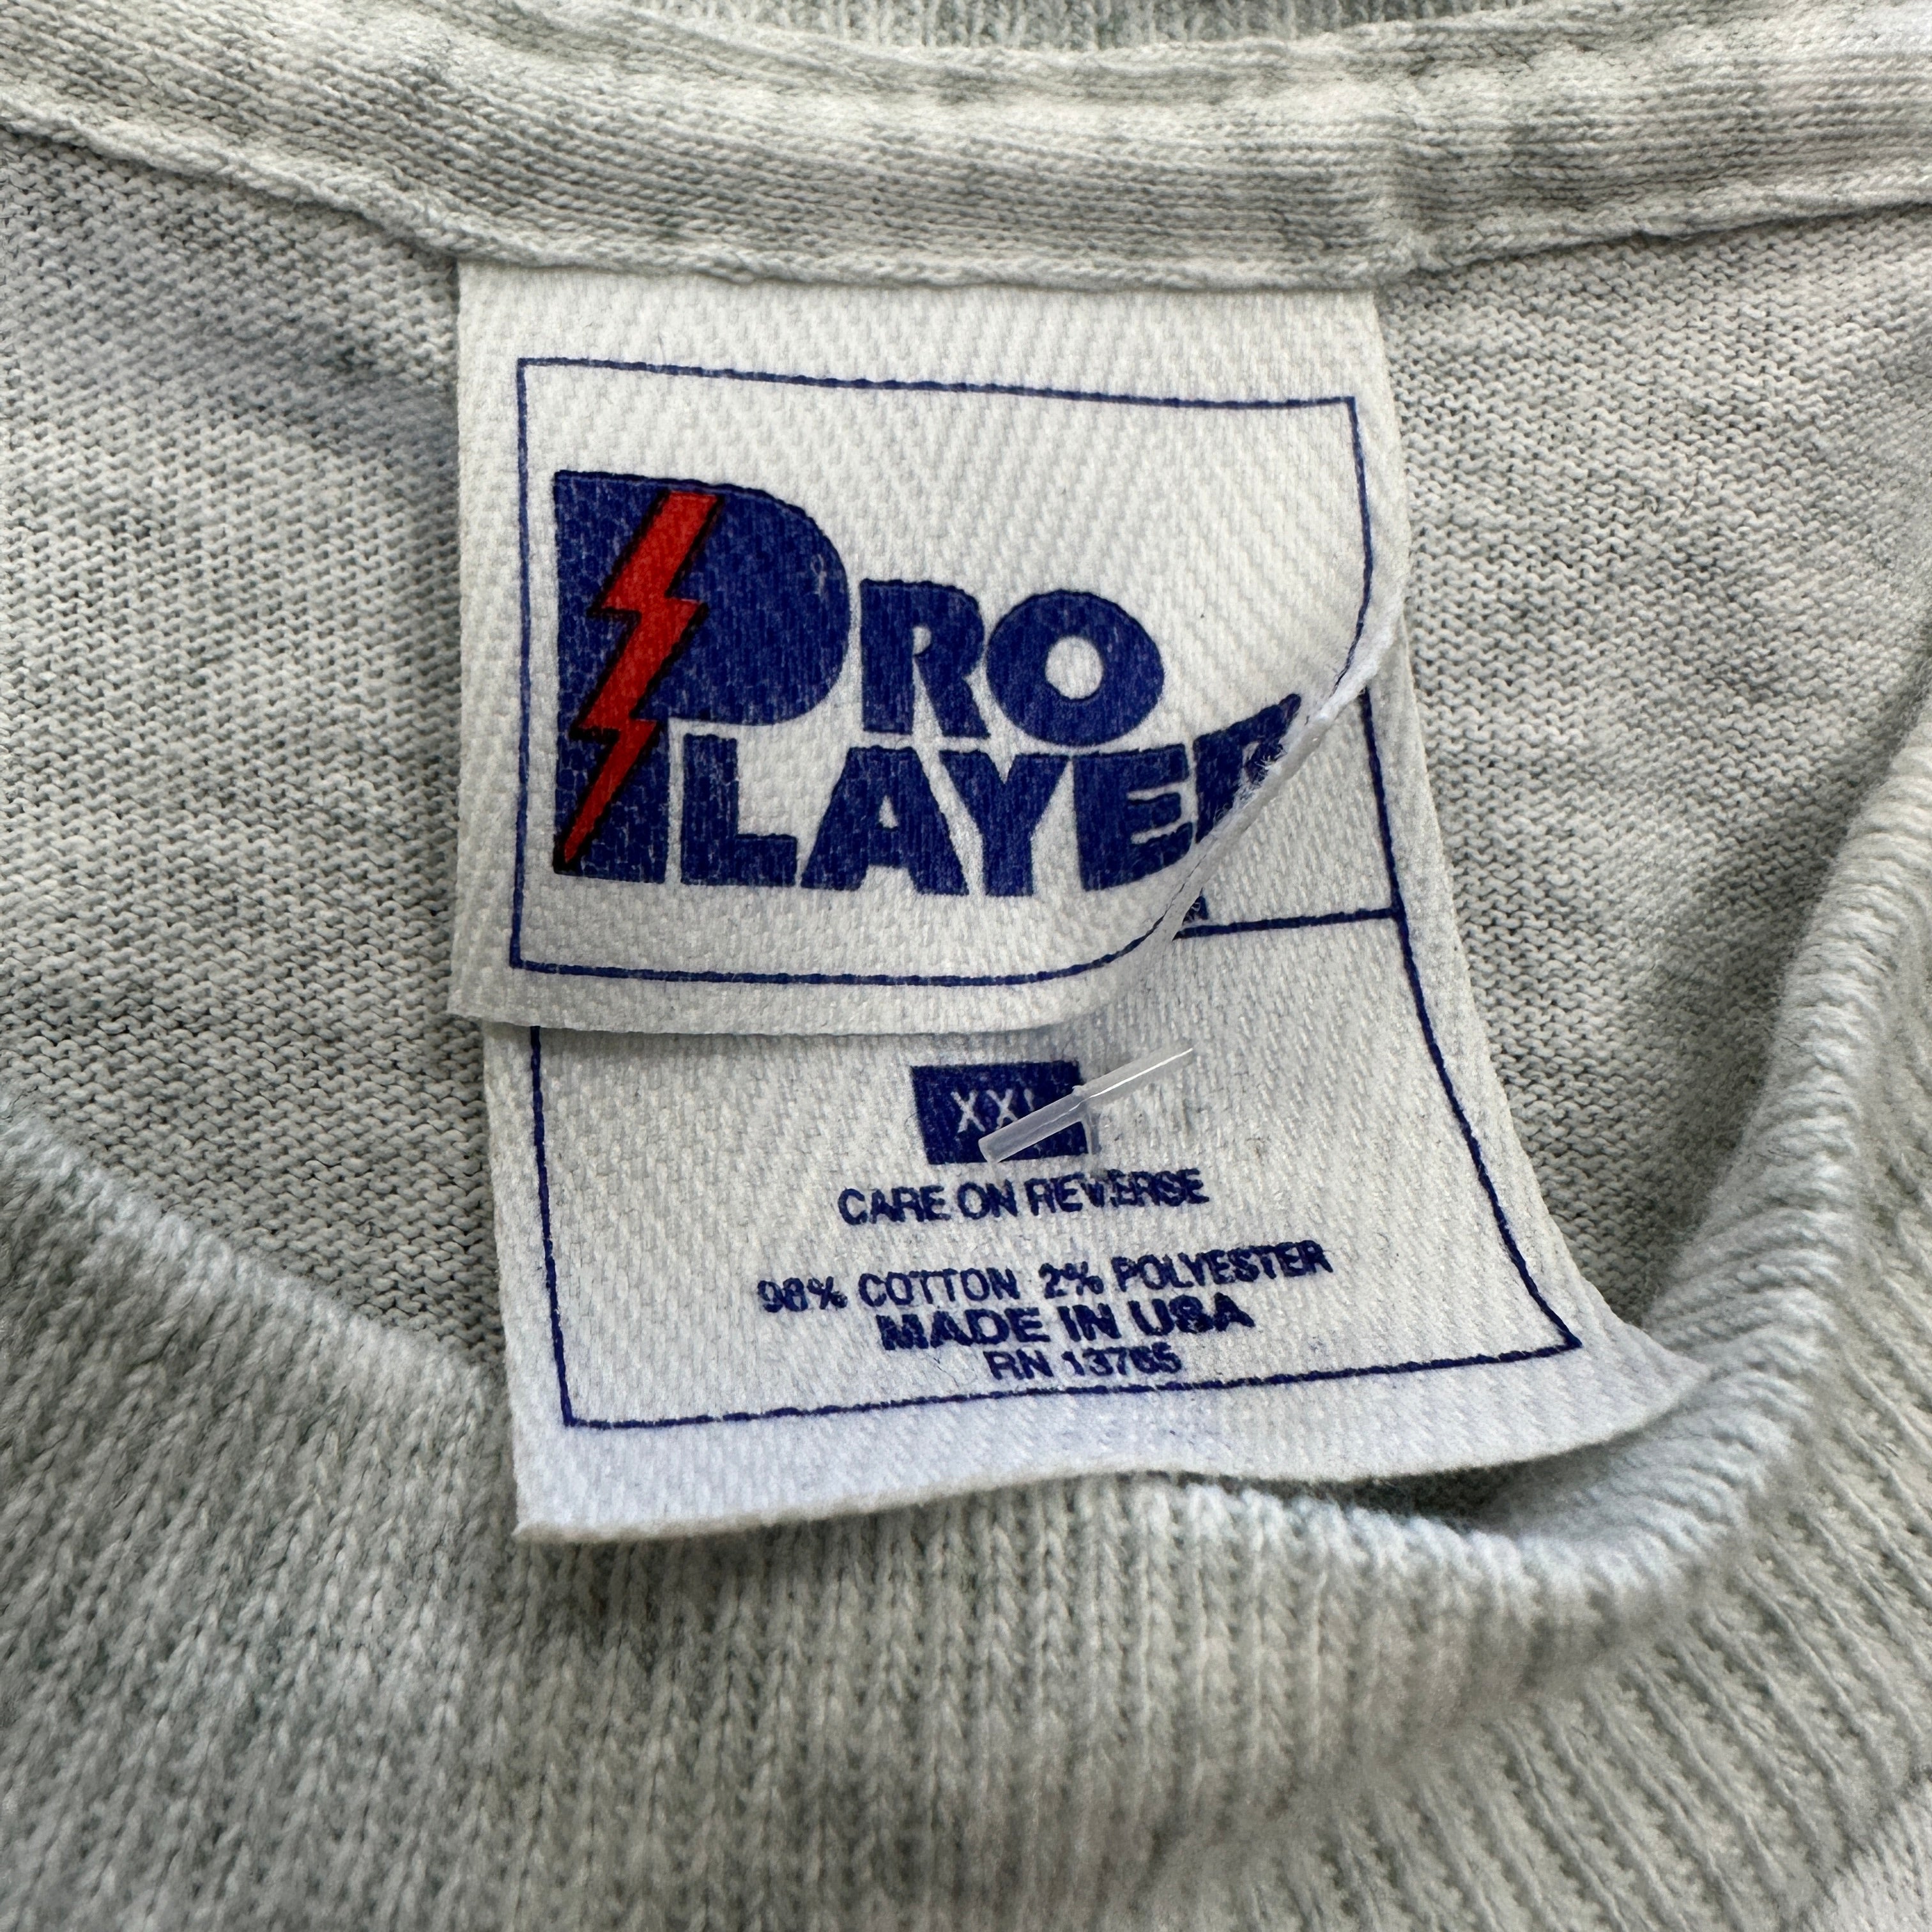 PRO
PLAYER
XXL
CARE ON REVERSE
98% COTTON 2% POLYESTER
MADE IN USA
RN 13765